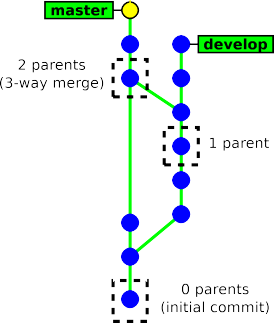 master
develop
2 parents
(3-way merge)
1 parent
0 parents
(initial commit)